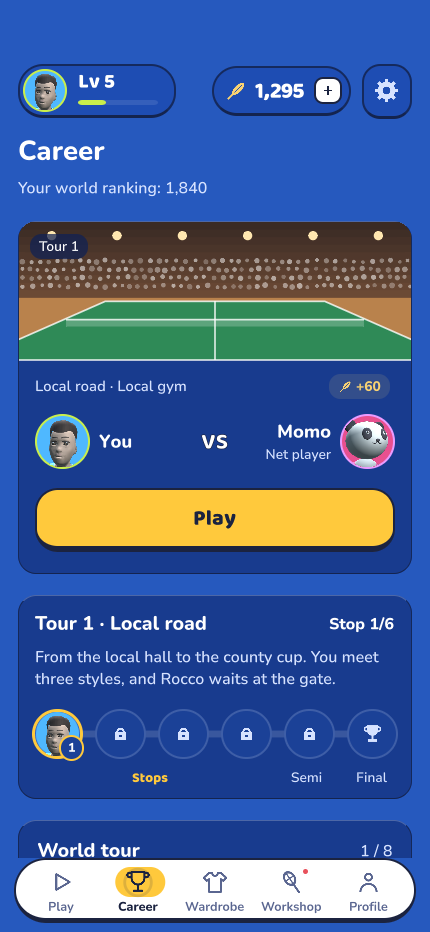 Lv 5
1,295
+
Career
Your world ranking: 1,840
Tour 1
Local road · Local gym
+60
You
VS
Momo
Net player
Play
Tour 1 · Local road
Stop 1/6
From the local hall to the county cup. You meet
three styles, and Rocco waits at the gate.
1
Stops
Semi
Final
World tour
1 / 8
Play
Career
Wardrobe
Workshop
Profile